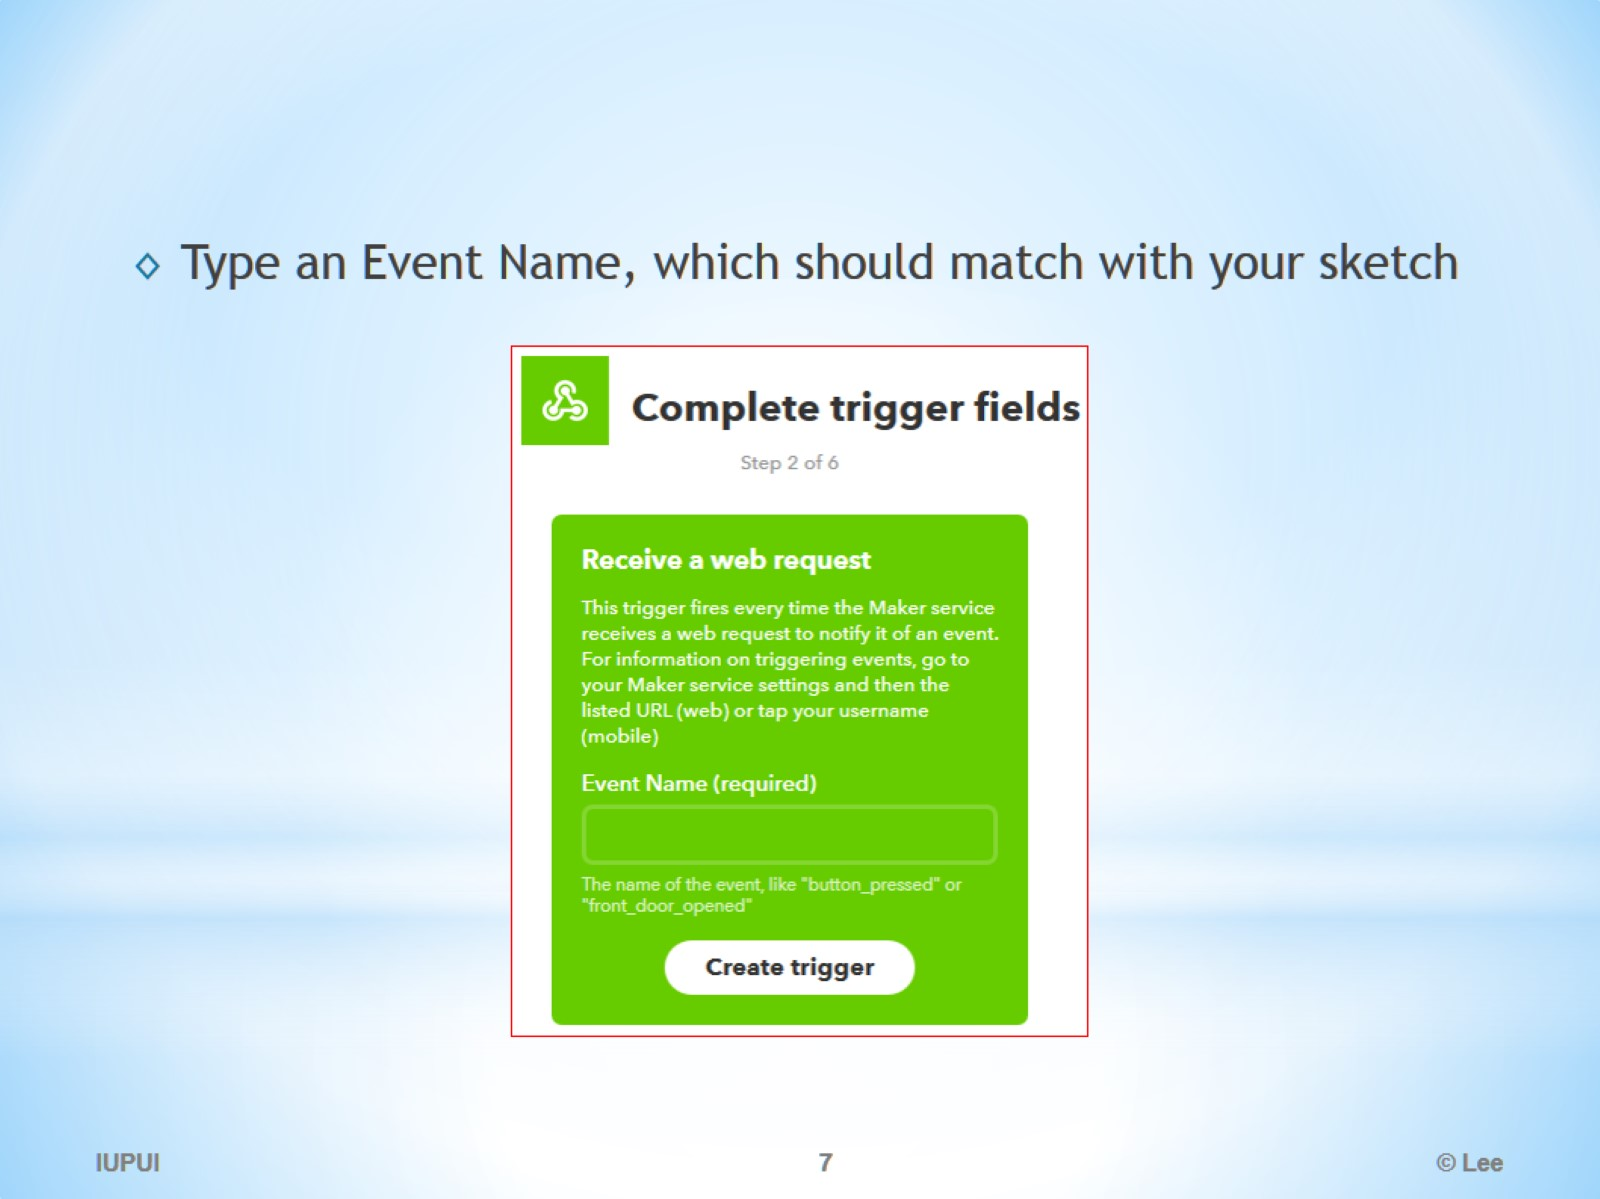 Type an Event Name, which should match with your sketch
Complete trigger fields
Step 2 of 6
Receive a web request
This trigger fires every time the Maker service
receives a web request to notify it of an event.
For information on triggering events, go to
your Maker service settings and then the
listed URL (web) or tap your username
(mobile)
Event Name (required)
The name of the event, like "button_pressed" or
"front_door_opened"
Create trigger
IUPUI
7
© Lee